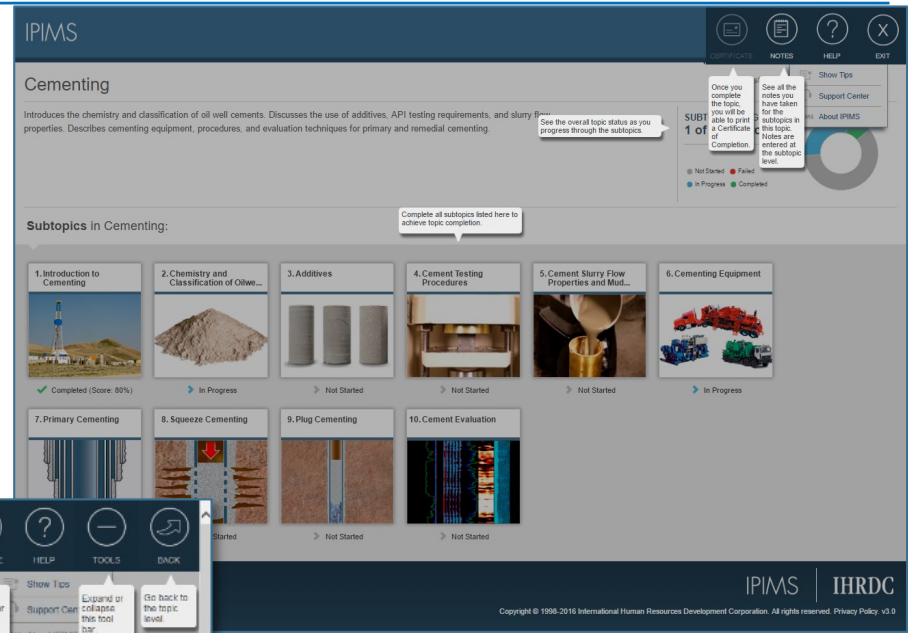 IPIMS
CERTIFICATE
NOTES
HELP
EXIT
Show Tips
Support Center
About IPIMS
Once you
complete
the topic,
you will be
able to print
a Certificate
of
Completion.
See all the
notes you
have taken
for the
subtopics in
this topic.
Notes are
entered at
the subtopic
level.
Cementing
Introduces the chemistry and classification of oil well cements. Discusses the use of additives, API testing requirements, and slurry flow
properties. Describes cementing equipment, procedures, and evaluation techniques for primary and remedial cementing.
See the overall topic status as you
progress through the subtopics.
SUBT
1 of
Not Started
Failed
In Progress
Completed
Complete all subtopics listed here to
achieve topic completion.
Subtopics in Cementing:
1. Introduction to
Cementing
Completed (Score: 80%)
2. Chemistry and
Classification of Oilwe...
In Progress
3. Additives
Not Started
4. Cement Testing
Procedures
Not Started
5. Cement Slurry Flow
Properties and Mud...
Not Started
6. Cementing Equipment
In Progress
7. Primary Cementing
8. Squeeze Cementing
Started
9. Plug Cementing
Not Started
10. Cement Evaluation
Not Started
HELP
TOOLS
BACK
Show Tips
Support Cen
Expand or
collapse
this tool
bar.
Go back to
the topic
level.
IPIMS
IHRDC
Copyright © 1998-2016 International Human Resources Development Corporation. All rights reserved. Privacy Policy. v3.0